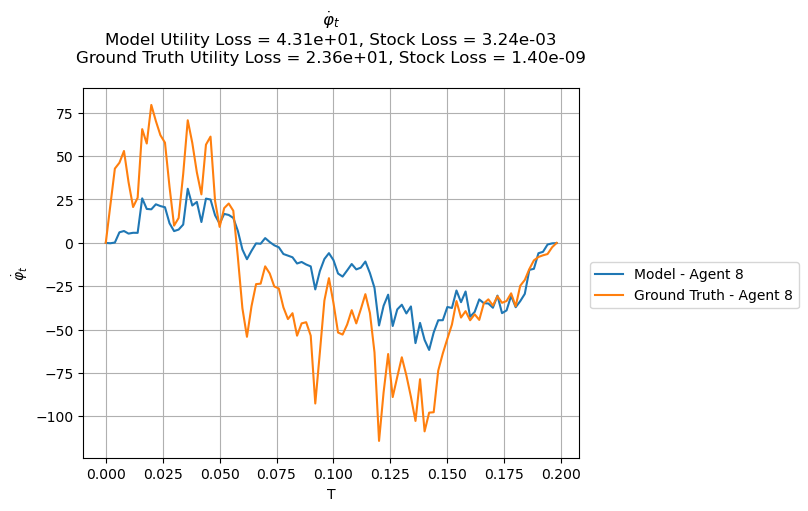 φ̇ₜ
Model Utility Loss = 4.31e+01, Stock Loss = 3.24e-03
Ground Truth Utility Loss = 2.36e+01, Stock Loss = 1.40e-09
75
50
25
0
−25
−50
−75
−100
φ̇ₜ
0.000 0.025 0.050 0.075 0.100 0.125 0.150 0.175 0.200
T
Model - Agent 8
Ground Truth - Agent 8